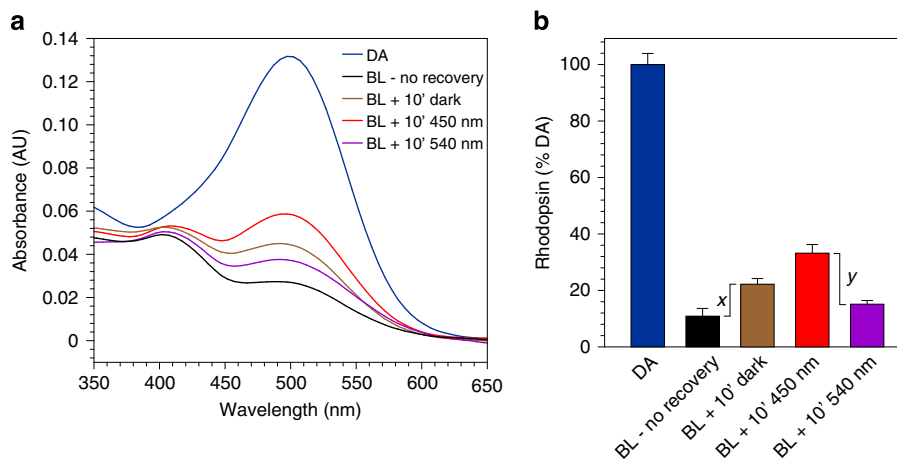 a
0.14
0.12
0.10
0.08
0.06
0.04
0.02
0
Absorbance (AU)
350
400
450
500
550
600
650
Wavelength (nm)
DA
BL - no recovery
BL + 10' dark
BL + 10' 450 nm
BL + 10' 540 nm
b
100
80
60
40
20
0
Rhodopsin (% DA)
x
y
DA
BL - no recovery
BL + 10' dark
BL + 10' 450 nm
BL + 10' 540 nm